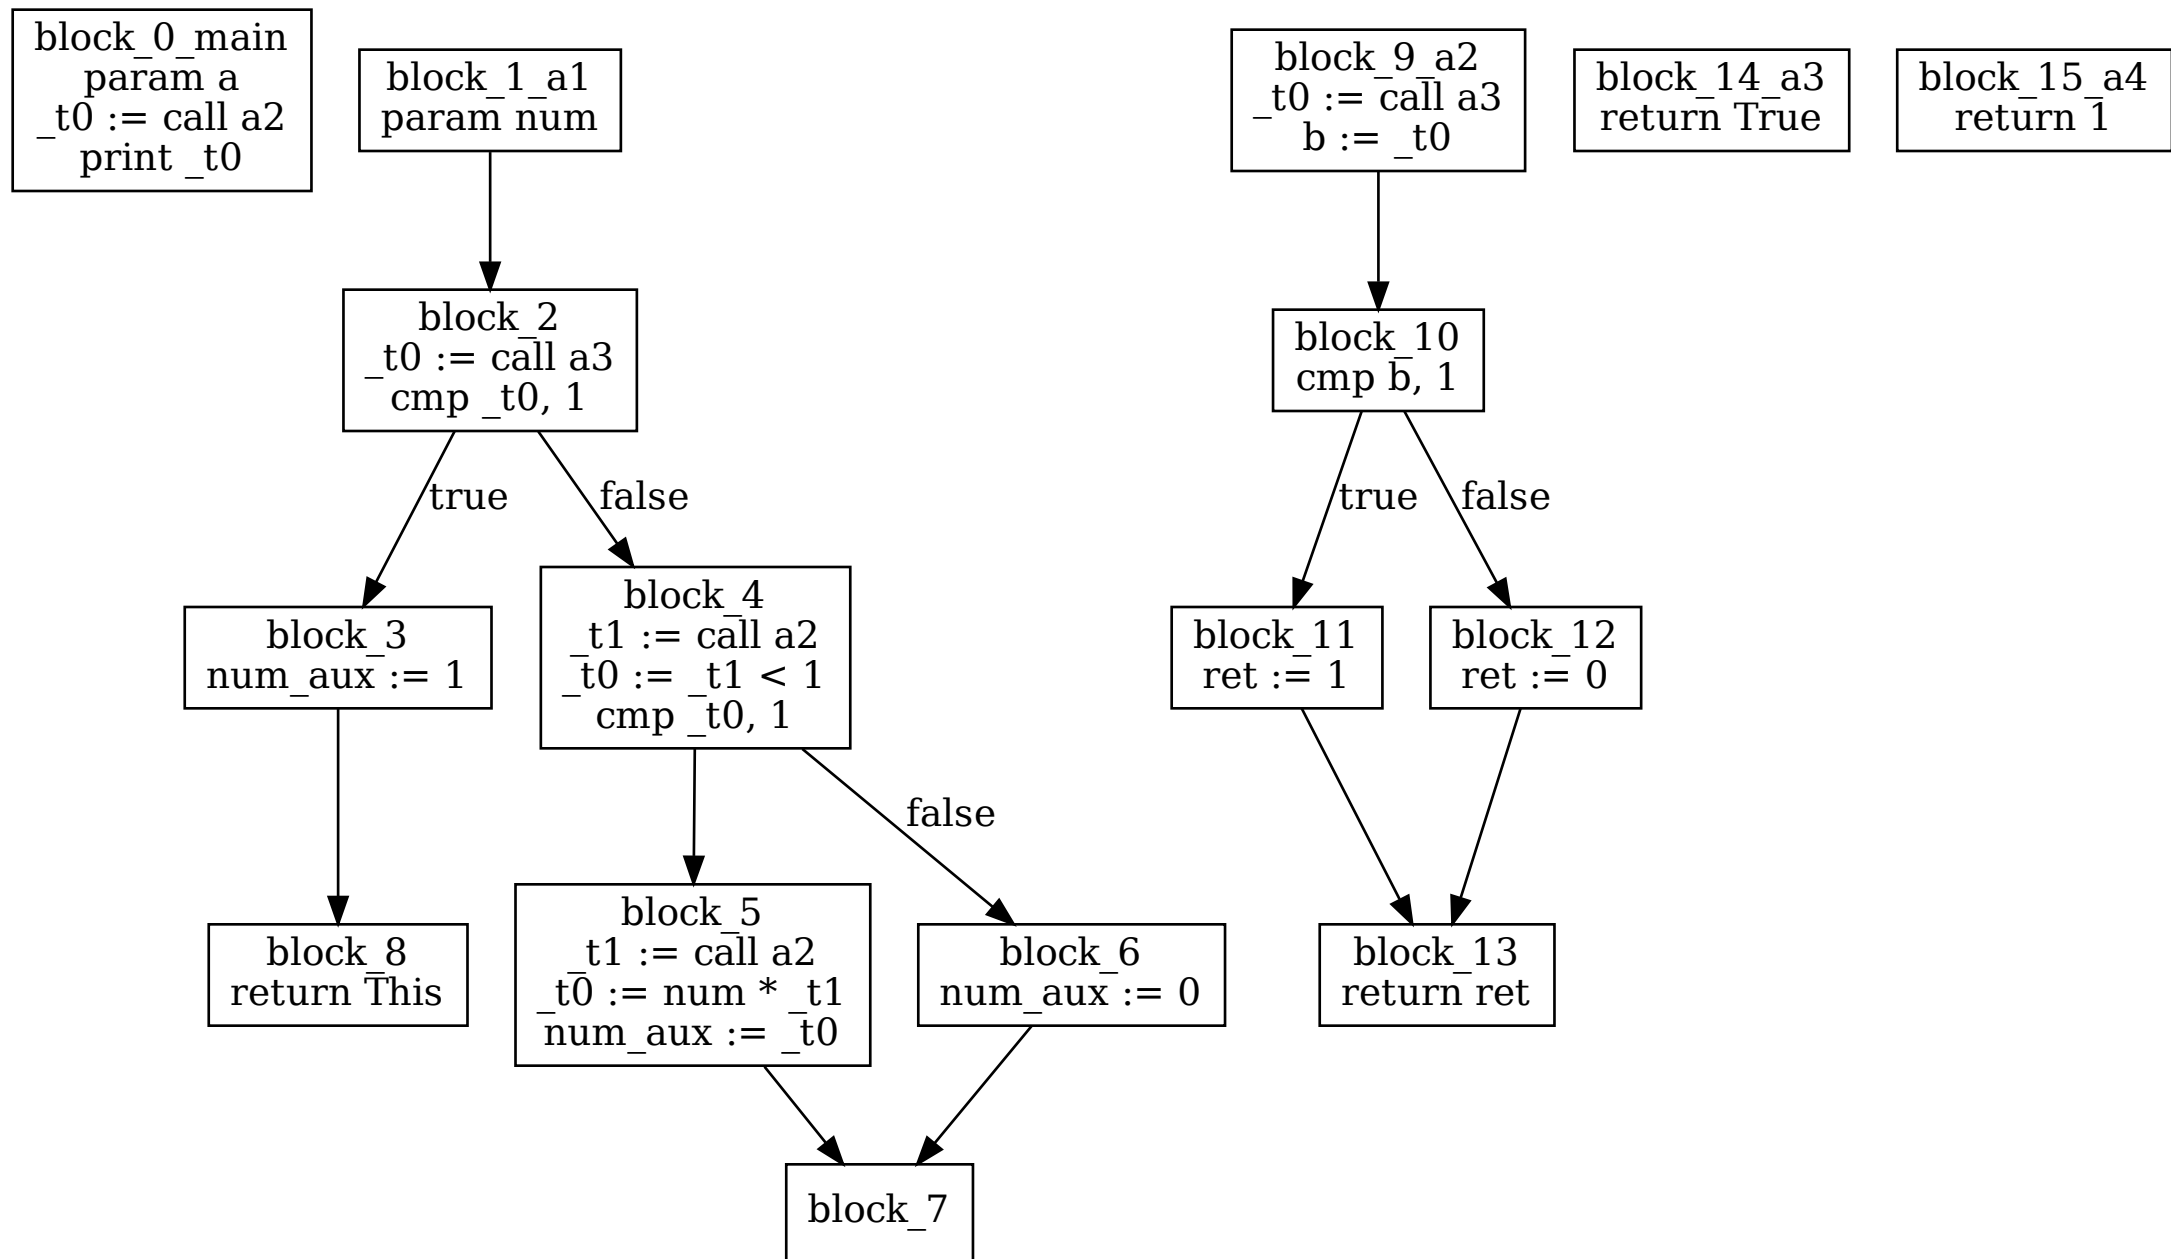 block_0_main
param a
_t0 := call a2
print _t0
block_1_a1
param num
block_9_a2
_t0 := call a3
b := _t0
block_14_a3
return True
block_15_a4
return 1
block_2
_t0 := call a3
cmp _t0, 1
block_10
cmp b, 1
true
false
true
false
block_3
num_aux := 1
block_4
_t1 := call a2
_t0 := _t1 < 1
cmp _t0, 1
block_11
ret := 1
block_12
ret := 0
false
block_8
return This
block_5
_t1 := call a2
_t0 := num * _t1
num_aux := _t0
block_6
num_aux := 0
block_13
return ret
block_7